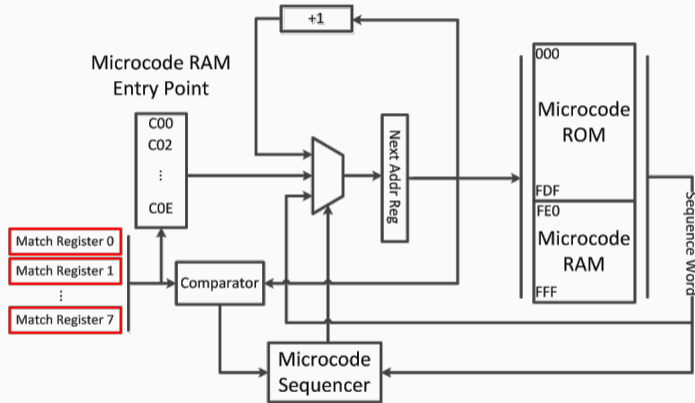 +1
Microcode RAM
Entry Point
C00
C02
⋮
C0E
Match Register 0
Match Register 1
⋮
Match Register 7
Comparator
Microcode
Sequencer
Next Addr Reg
000
Microcode
ROM
FDF
FE0
Microcode
RAM
FFF
Sequence Word